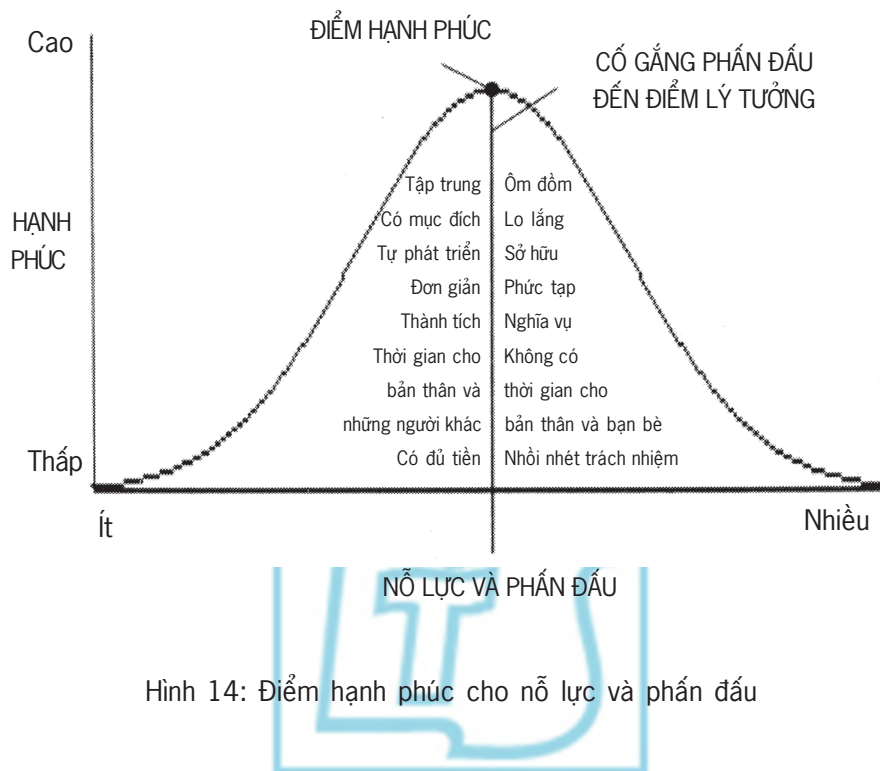 Cao
ĐIỂM HẠNH PHÚC
CỐ GẮNG PHẤN ĐẤU
ĐẾN ĐIỂM LÝ TƯỞNG
HẠNH
PHÚC
Tập trung
Có mục đích
Tự phát triển
Đơn giản
Thành tích
Thời gian cho
bản thân và
những người khác
Có đủ tiền
Ôm đồm
Lo lắng
Sở hữu
Phức tạp
Nghĩa vụ
Không có
thời gian cho
bản thân và bạn bè
Nhồi nhét trách nhiệm
Thấp
Ít
Nhiều
NỖ LỰC VÀ PHẤN ĐẤU
Hình 14: Điểm hạnh phúc cho nỗ lực và phấn đấu